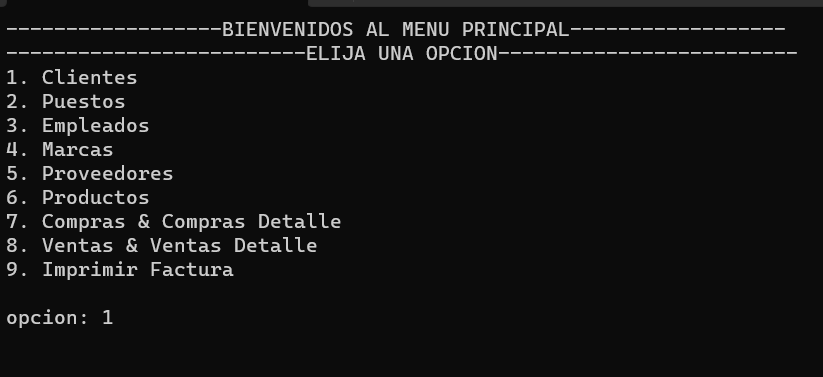 ------------------BIENVENIDOS AL MENU PRINCIPAL------------------
-------------------------ELIJA UNA OPCION-------------------------
1. Clientes
2. Puestos
3. Empleados
4. Marcas
5. Proveedores
6. Productos
7. Compras & Compras Detalle
8. Ventas & Ventas Detalle
9. Imprimir Factura
opcion: 1